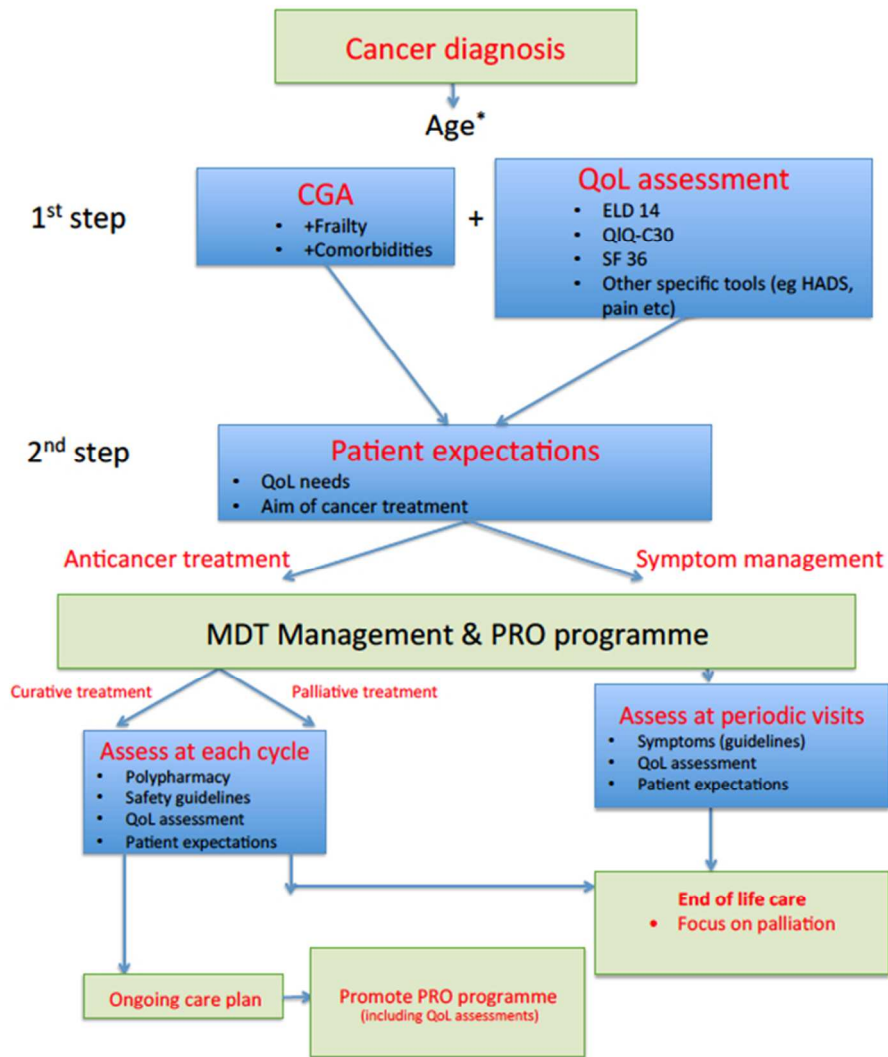 Cancer diagnosis
Age*
1st step
CGA
• +Frailty
• +Comorbidities
+
QoL assessment
• ELD 14
• QlQ-C30
• SF 36
• Other specific tools (eg HADS,
pain etc)
2nd step
Patient expectations
• QoL needs
• Aim of cancer treatment
Anticancer treatment
Symptom management
MDT Management & PRO programme
Curative treatment
Palliative treatment
Assess at each cycle
• Polypharmacy
• Safety guidelines
• QoL assessment
• Patient expectations
Assess at periodic visits
• Symptoms (guidelines)
• QoL assessment
• Patient expectations
End of life care
• Focus on palliation
Ongoing care plan
Promote PRO programme
(including QoL assessments)